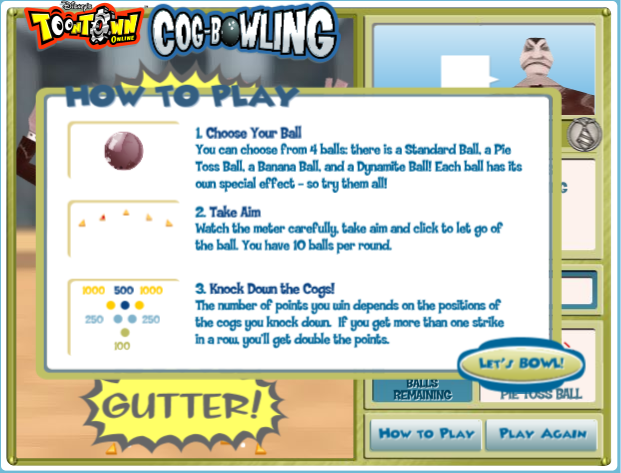 Disney's
TOONTOWN
ONLINE
COG-BOWLING
HOW TO PLAY
1. Choose Your Ball
You can choose from 4 balls: there is a Standard Ball, a Pie
Toss Ball, a Banana Ball, and a Dynamite Ball! Each ball has its
own special effect - so try them all!
2. Take Aim
Watch the meter carefully, take aim and click to let go of
the ball. You have 10 balls per round.
3. Knock Down the Cogs!
The number of points you win depends on the positions of
the cogs you knock down. If you get more than one strike
in a row, you'll get double the points.
1000 500 1000
250 250
100
LET'S BOWL!
GUTTER!
BALLS
REMAINING
PIE TOSS BALL
HOW TO PLAY
PLAY AGAIN